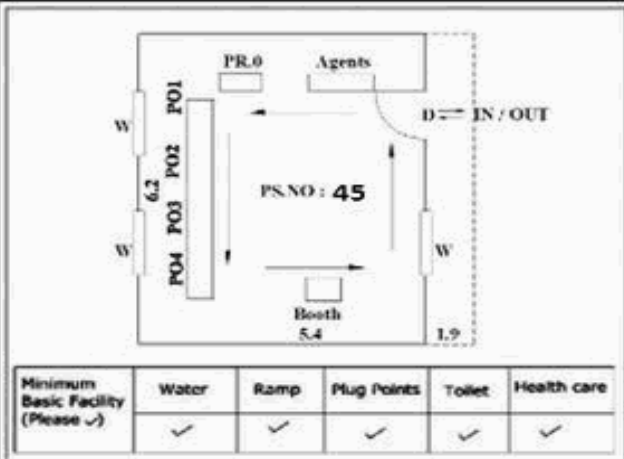 PR.0 Agents
PO1
D ⇌ IN / OUT
W
PO2
PS.NO : 45
6.2
PO3
W W
PO4
Booth
5.4 1.9
Minimum Basic Facility (Please ✓) Water Ramp Plug Points Toilet Health care
✓ ✓ ✓ ✓ ✓